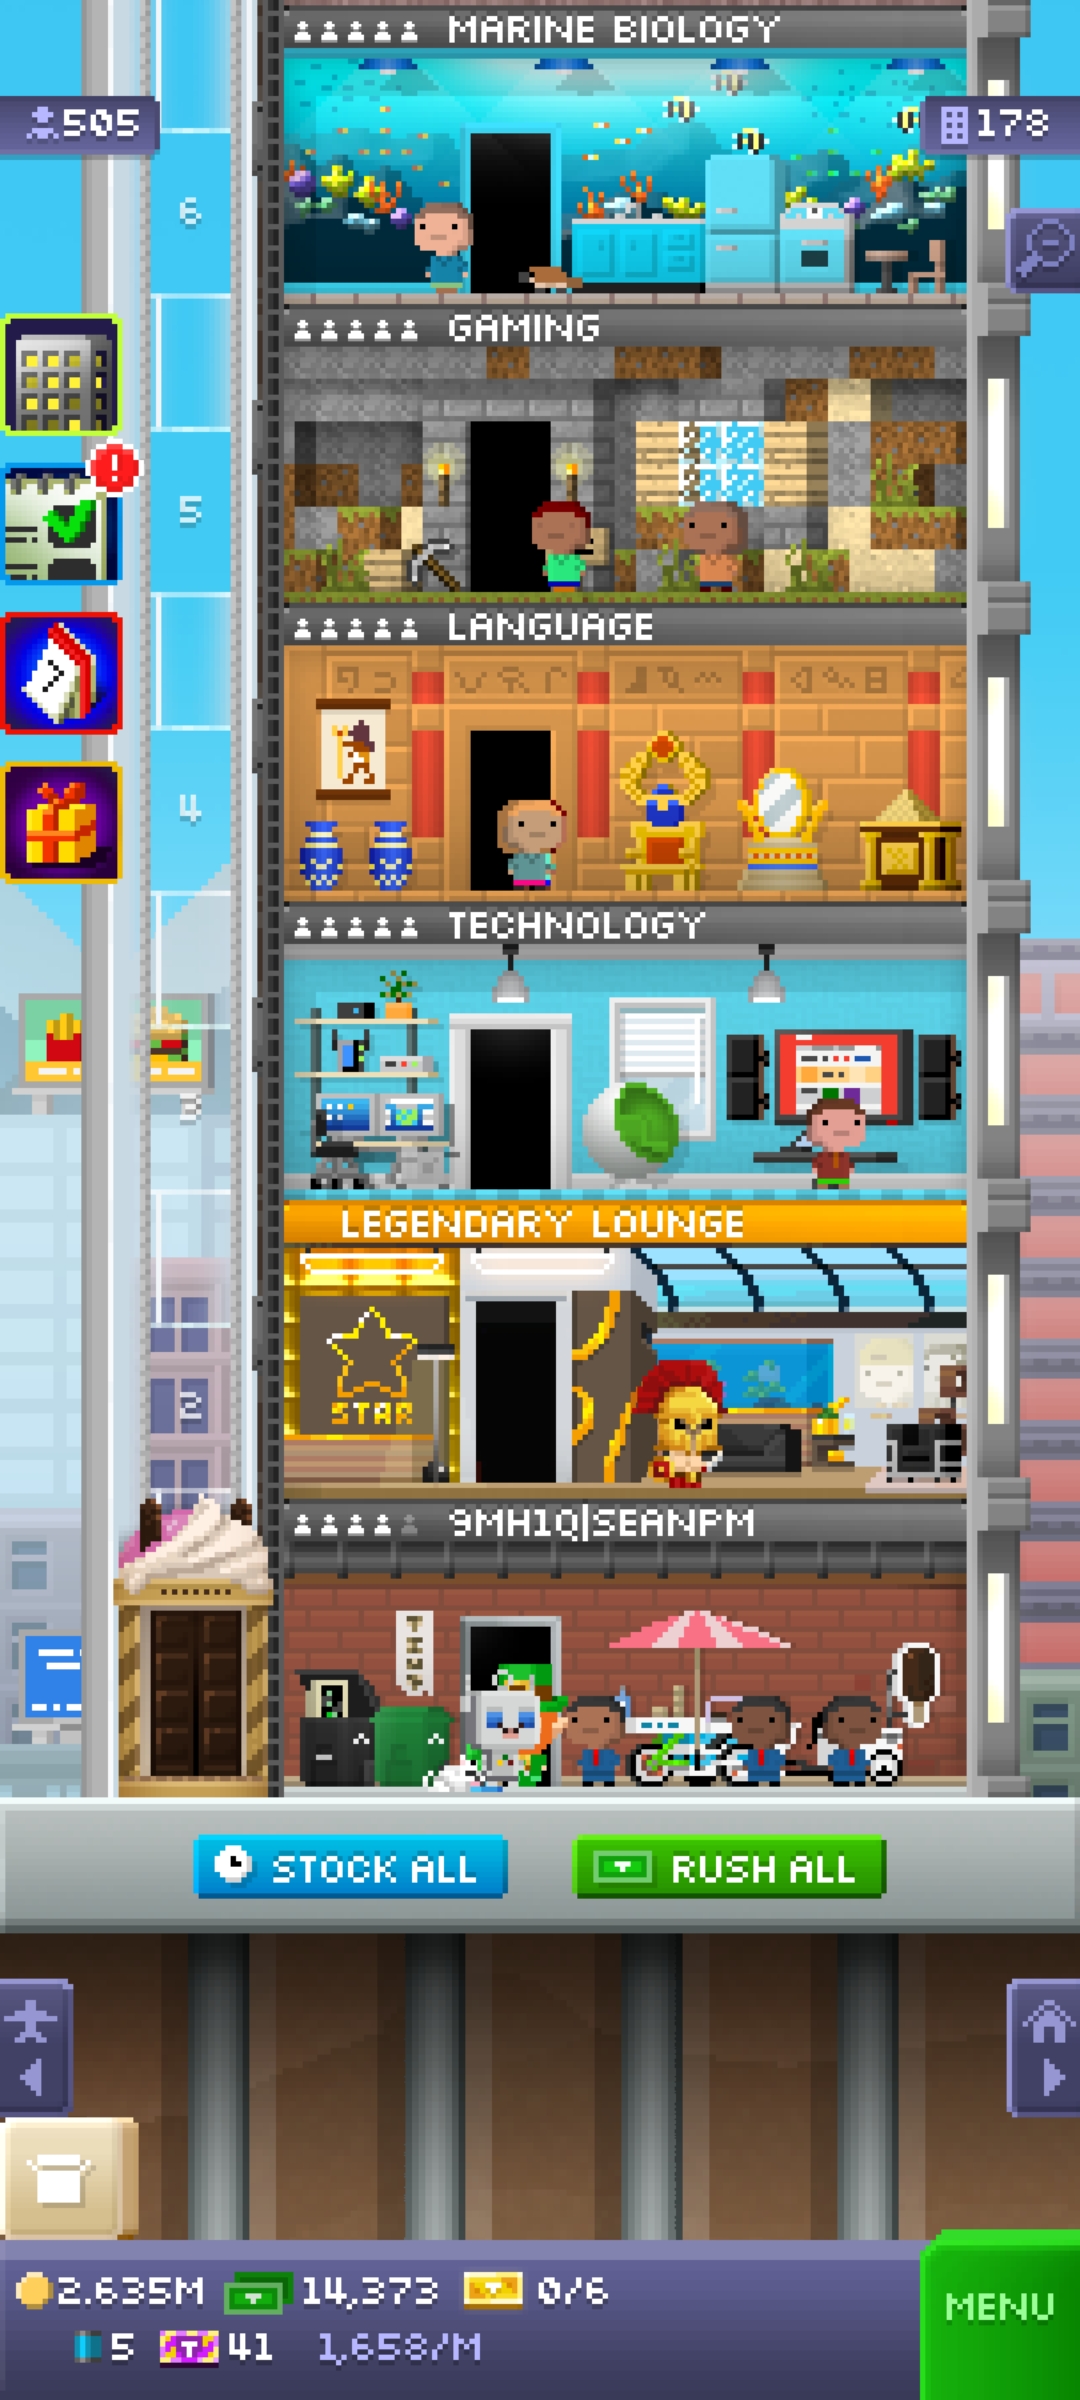 MARINE BIOLOGY
505
178
6
GAMING
5
LANGUAGE
4
TECHNOLOGY
3
LEGENDARY LOUNGE
STAR
2
9MH1Q|SEANPM
STOCK ALL
RUSH ALL
2.635M 14,373 0/6
MENU
5 41 1,658/M